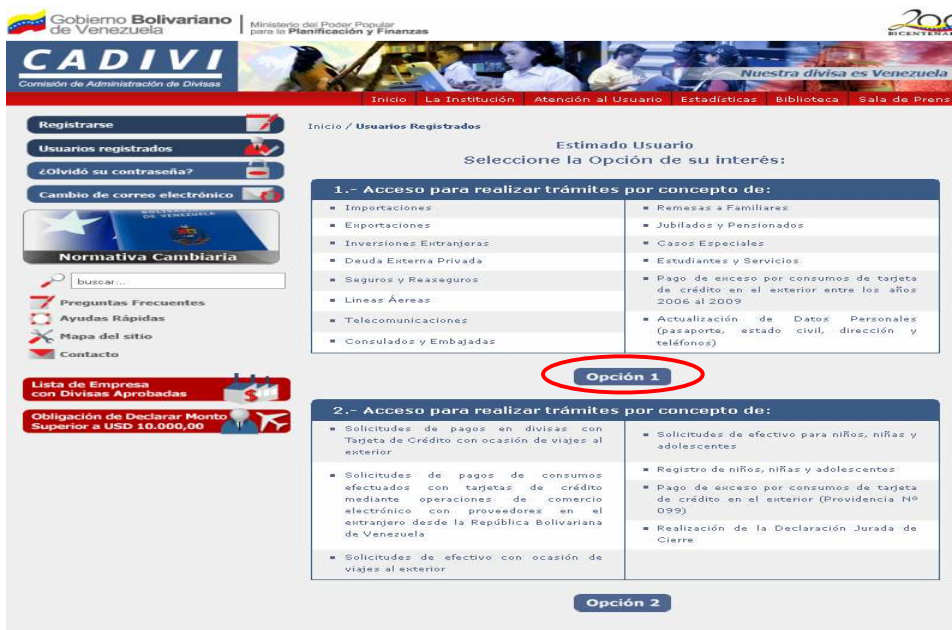 Gobierno Bolivariano
de Venezuela
Ministerio del Poder Popular
para la Planificación y Finanzas
BICENTENA
CADIVI
Comisión de Administración de Divisas
Nuestra divisa es Venezuela
Inicio La Institución Atención al Usuario Estadísticas Biblioteca Sala de Prens
Registrarse
Usuarios registrados
¿Olvidó su contraseña?
Cambio de correo electrónico
Normativa Cambiaria
buscar...
Preguntas Frecuentes
Ayudas Rápidas
Mapa del sitio
Contacto
Lista de Empresa
con Divisas Aprobadas
Obligación de Declarar Monto
Superior a USD 10.000,00
Inicio / Usuarios Registrados
Estimado Usuario
Seleccione la Opción de su interés:
1.- Acceso para realizar trámites por concepto de:
Importaciones
Exportaciones
Inversiones Extranjeras
Deuda Externa Privada
Seguros y Reaseguros
Lineas Áereas
Telecomunicaciones
Consulados y Embajadas
Remesas a Familiares
Jubilados y Pensionados
Casos Especiales
Estudiantes y Servicios
Pago de exceso por consumos de tarjeta
de crédito en el exterior entre los años
2006 al 2009
Actualización de Datos Personales
(pasaporte, estado civil, dirección y
teléfonos)
Opción 1
2.- Acceso para realizar trámites por concepto de:
Solicitudes de pagos en divisas con
Tarjeta de Crédito con ocasión de viajes al
exterior
Solicitudes de pagos de consumos
efectuados con tarjetas de crédito
mediante operaciones de comercio
electrónico con proveedores en el
extranjero desde la República Bolivariana
de Venezuela
Solicitudes de efectivo con ocasión de
viajes al exterior
Solicitudes de efectivo para niños, niñas y
adolescentes
Registro de niños, niñas y adolescentes
Pago de exceso por consumos de tarjeta
de crédito en el exterior (Providencia Nº
099)
Realización de la Declaración Jurada de
Cierre
Opción 2